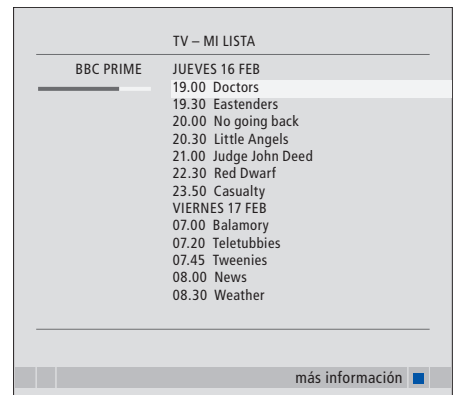 TV – MI LISTA
BBC PRIME JUEVES 16 FEB
19.00 Doctors
19.30 Eastenders
20.00 No going back
20.30 Little Angels
21.00 Judge John Deed
22.30 Red Dwarf
23.50 Casualty
VIERNES 17 FEB
07.00 Balamory
07.20 Teletubbies
07.45 Tweenies
08.00 News
08.30 Weather
más información